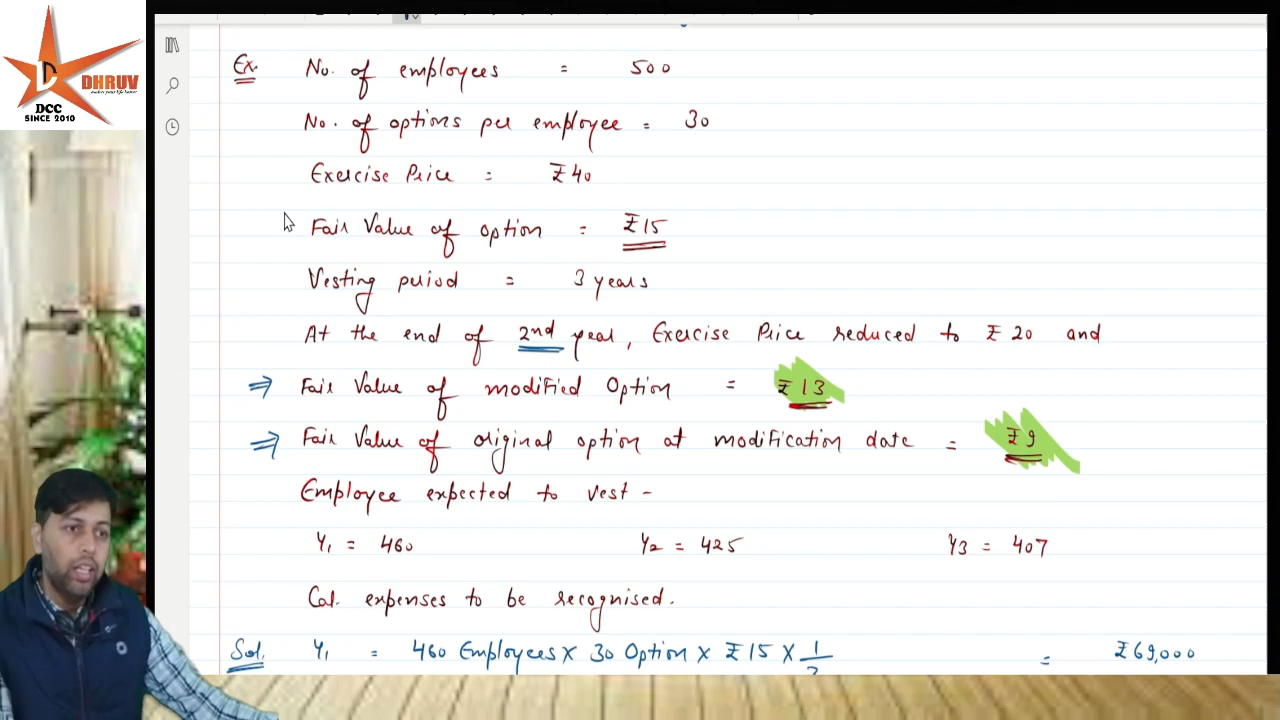 D
DHRUV
makes your life better
DCC
SINCE 2010
Ex. No. of employees = 500
No. of options per employee = 30
Exercise Price = ₹40
Fair Value of option = ₹15
Vesting period = 3 years
At the end of 2nd year, Exercise Price reduced to ₹ 20 and
⇒ Fair Value of modified Option = ₹13
⇒ Fair Value of original option at modification date = ₹9
Employee expected to vest -
Y1 = 460 Y2 = 425 Y3 = 407
Cal. expenses to be recognised.
Sol. Y1 = 460 Employees x 30 Option x ₹15 x 1/3 = ₹69,000